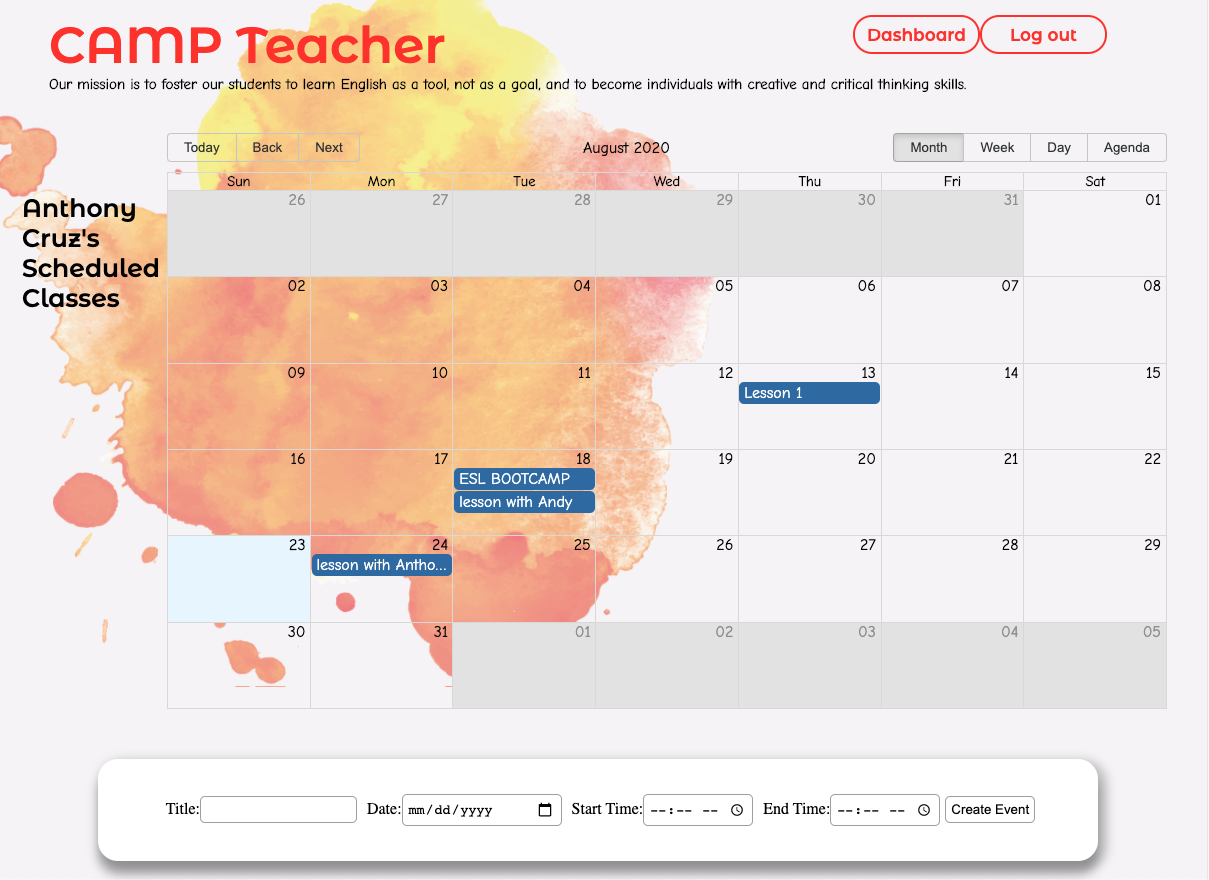 CAMP Teacher
Dashboard Log out
Our mission is to foster our students to learn English as a tool, not as a goal, and to become individuals with creative and critical thinking skills.
Today Back Next August 2020 Month Week Day Agenda
Sun Mon Tue Wed Thu Fri Sat
26 27 28 29 30 31 01
Anthony
Cruz's
Scheduled
Classes
02 03 04 05 06 07 08
09 10 11 12 13 14 15
Lesson 1
16 17 18 19 20 21 22
ESL BOOTCAMP
lesson with Andy
23 24 25 26 27 28 29
lesson with Antho...
30 31 01 02 03 04 05
Title: Date: mm/dd/yyyy Start Time: --:-- -- End Time: --:-- -- Create Event